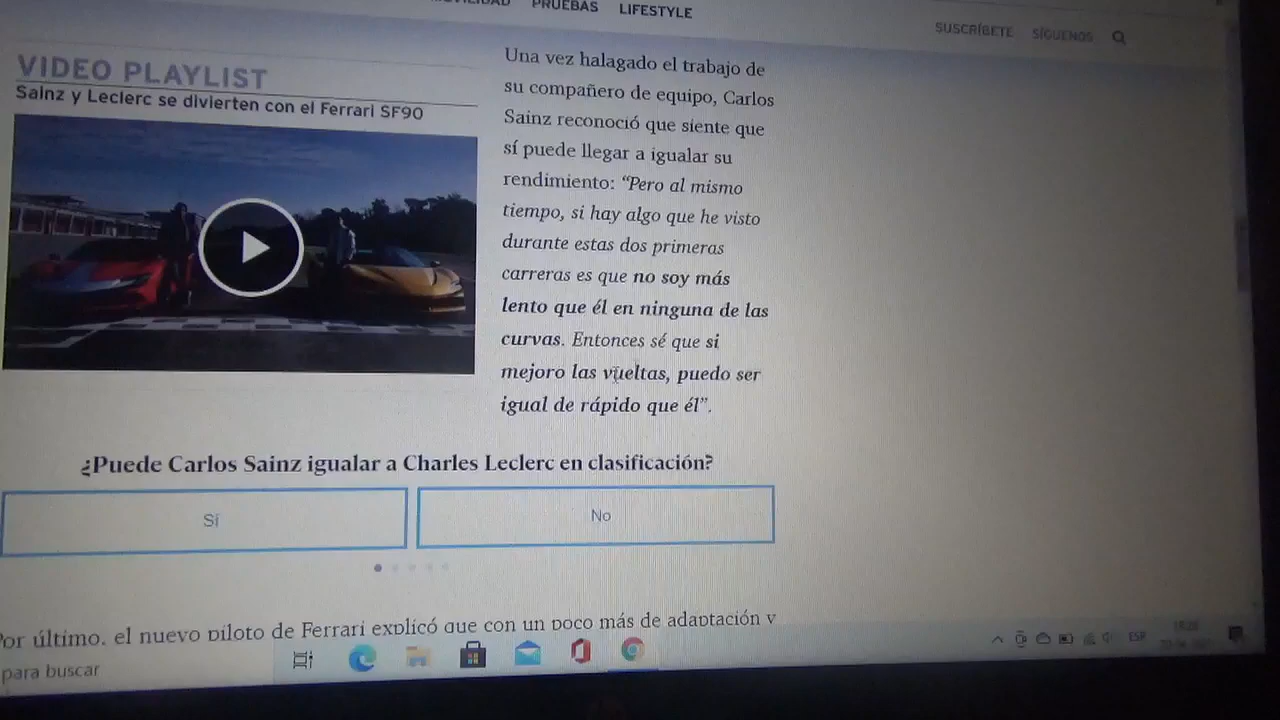 PRUEBAS
LIFESTYLE
SUSCRÍBETE
SÍGUENOS
VIDEO PLAYLIST
Sainz y Leclerc se divierten con el Ferrari SF90
Una vez halagado el trabajo de
su compañero de equipo, Carlos
Sainz reconoció que siente que
sí puede llegar a igualar su
rendimiento: “Pero al mismo
tiempo, si hay algo que he visto
durante estas dos primeras
carreras es que no soy más
lento que él en ninguna de las
curvas. Entonces sé que si
mejoro las vueltas, puedo ser
igual de rápido que él”.
¿Puede Carlos Sainz igualar a Charles Leclerc en clasificación?
Sí
No
Por último, el nuevo piloto de Ferrari explicó que con un poco más de adaptación y
para buscar
ESP